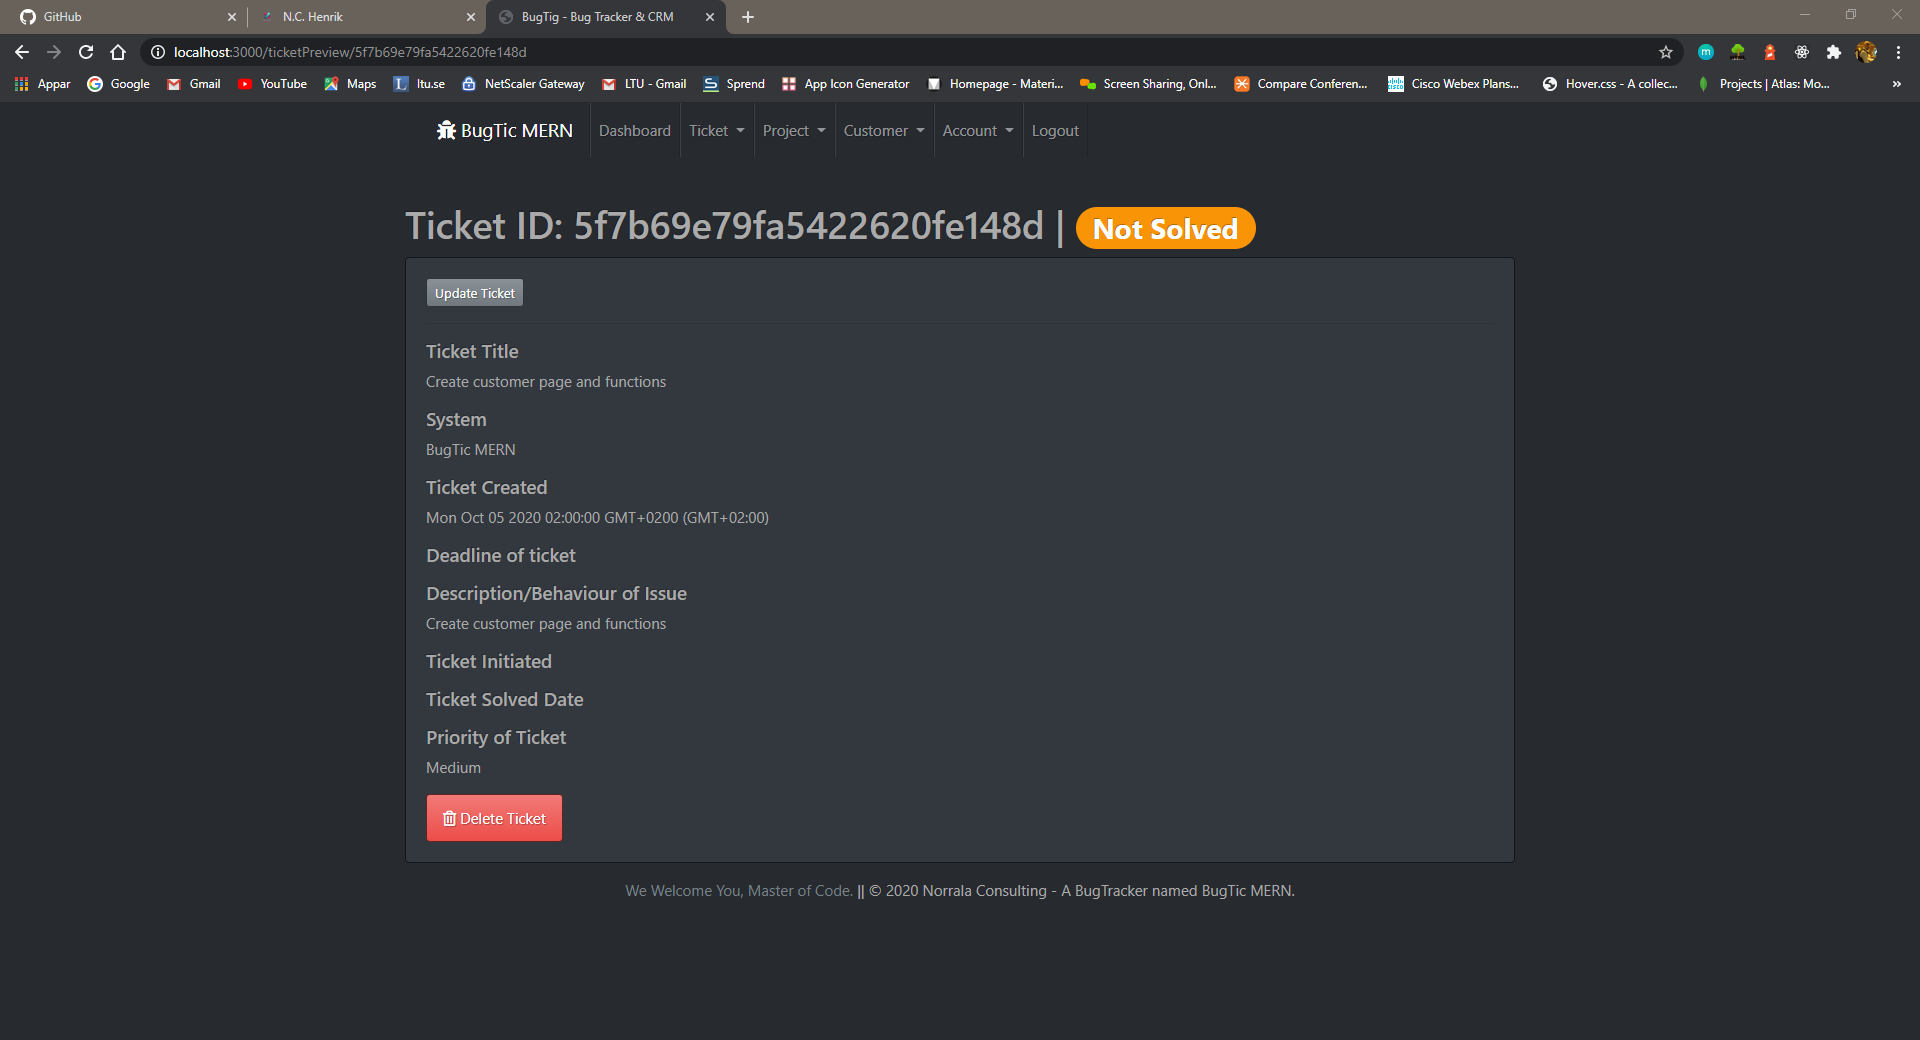 GitHub
N.C. Henrik
BugTig - Bug Tracker & CRM
localhost:3000/ticketPreview/5f7b69e79fa5422620fe148d
m
Appar Google Gmail YouTube Maps ltu.se NetScaler Gateway LTU - Gmail Sprend App Icon Generator Homepage - Materi... Screen Sharing, Onl... Compare Conferen... Cisco Webex Plans... Hover.css - A collec... Projects | Atlas: Mo... »
BugTic MERN Dashboard Ticket Project Customer Account Logout
Ticket ID: 5f7b69e79fa5422620fe148d | Not Solved
Update Ticket
Ticket Title
Create customer page and functions
System
BugTic MERN
Ticket Created
Mon Oct 05 2020 02:00:00 GMT+0200 (GMT+02:00)
Deadline of ticket
Description/Behaviour of Issue
Create customer page and functions
Ticket Initiated
Ticket Solved Date
Priority of Ticket
Medium
Delete Ticket
We Welcome You, Master of Code. || © 2020 Norrala Consulting - A BugTracker named BugTic MERN.